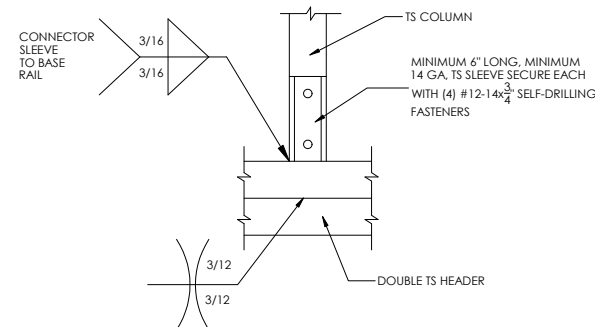 TS COLUMN
CONNECTOR
SLEEVE
TO BASE
RAIL
3/16
3/16
MINIMUM 6" LONG, MINIMUM
14 GA, TS SLEEVE SECURE EACH
WITH (4) #12-14x3/4" SELF-DRILLING
FASTENERS
3/12
3/12
DOUBLE TS HEADER